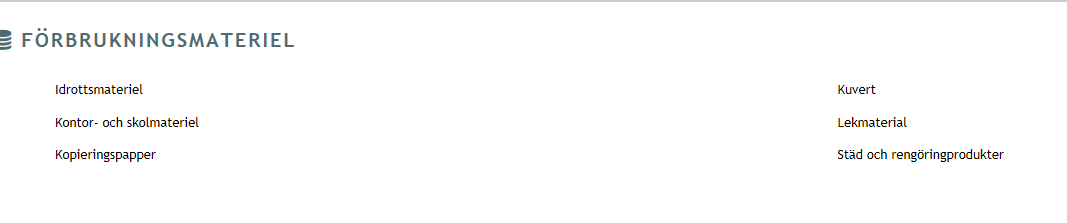 FÖRBRUKNINGSMATERIEL
Idrottsmateriel
Kuvert
Kontor- och skolmateriel
Lekmaterial
Kopieringspapper
Städ och rengöringprodukter